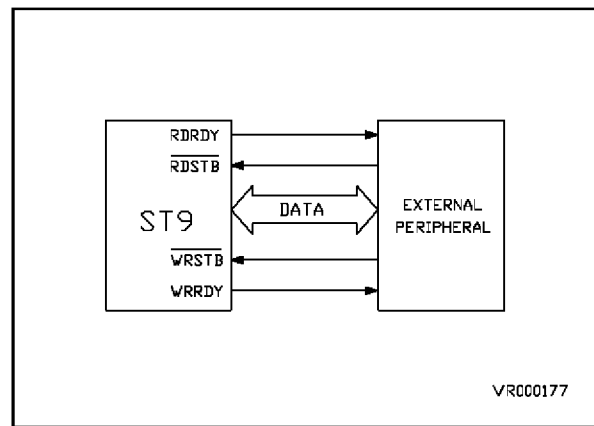 RDRDY
RDSTB
ST9
DATA
EXTERNAL
PERIPHERAL
WRSTB
WRRDY
VR000177